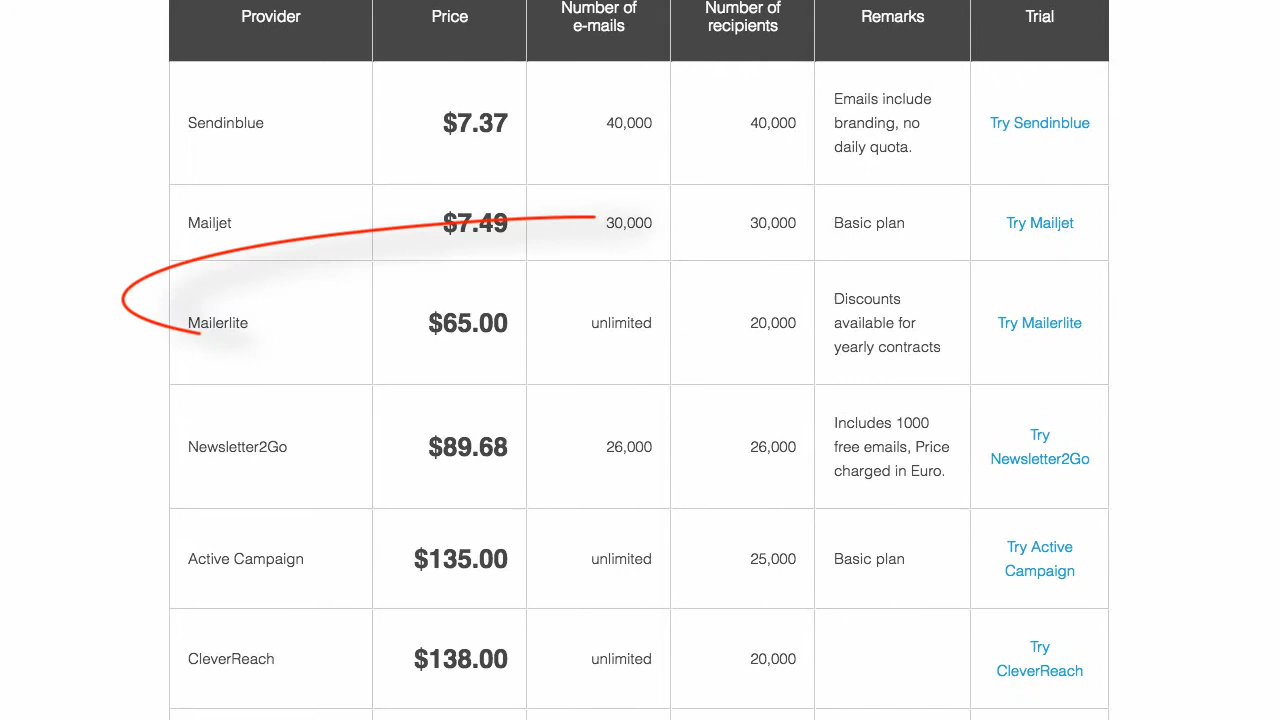 Provider
Price
Number of
e-mails
Number of
recipients
Remarks
Trial
Sendinblue
$7.37
40,000
40,000
Emails include
branding, no
daily quota.
Try Sendinblue
Mailjet
$7.49
30,000
30,000
Basic plan
Try Mailjet
Mailerlite
$65.00
unlimited
20,000
Discounts
available for
yearly contracts
Try Mailerlite
Newsletter2Go
$89.68
26,000
26,000
Includes 1000
free emails, Price
charged in Euro.
Try
Newsletter2Go
Active Campaign
$135.00
unlimited
25,000
Basic plan
Try Active
Campaign
CleverReach
$138.00
unlimited
20,000
Try
CleverReach